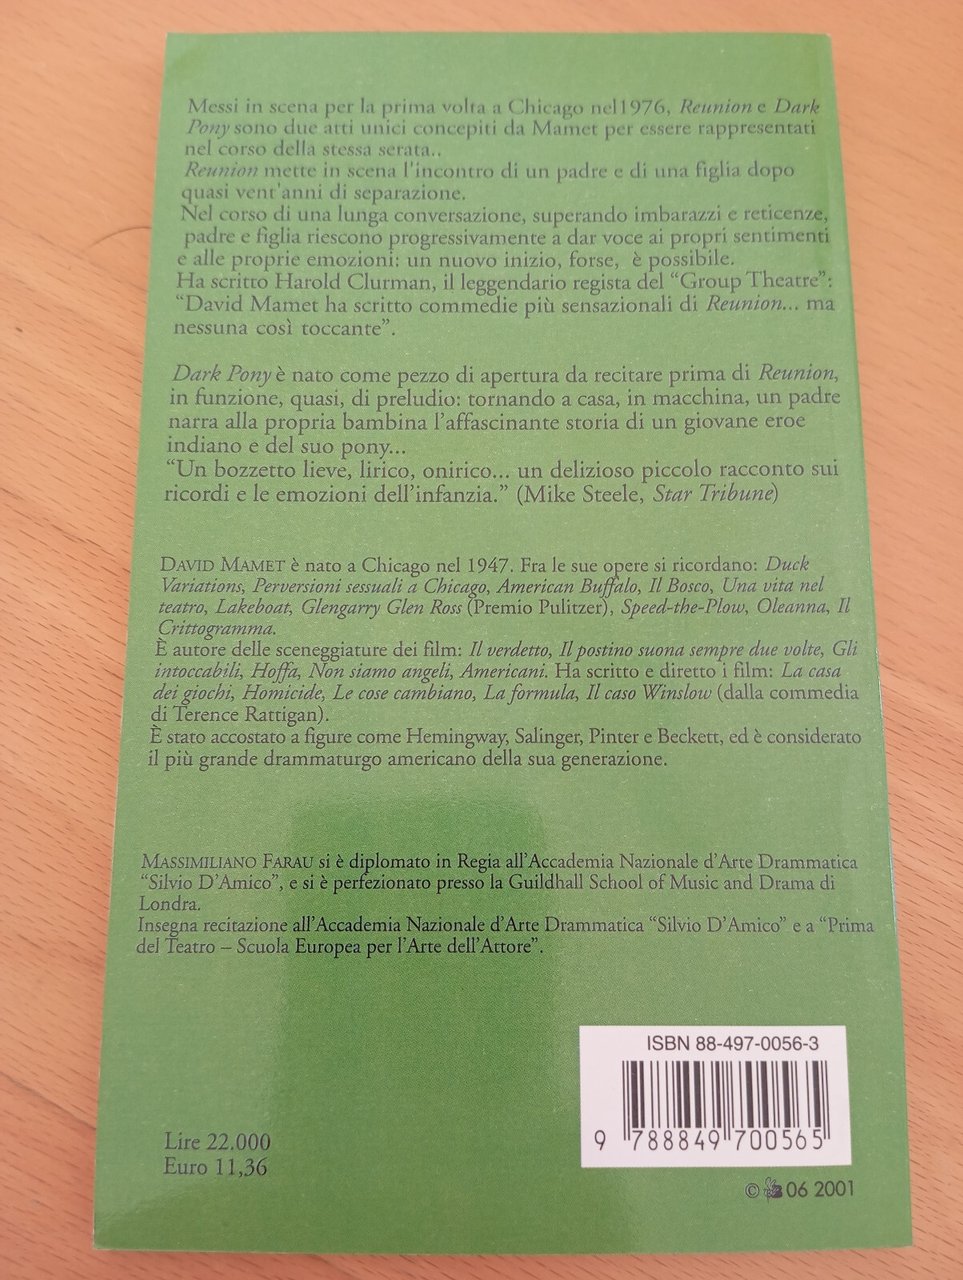 Messi in scena per la prima volta a Chicago nel1976, Reunion e Dark
Pony sono due atti unici concepiti da Mamet per essere rappresentati
nel corso della stessa serata..
Reunion mette in scena l'incontro di un padre e di una figlia dopo
quasi vent'anni di separazione.
Nel corso di una lunga conversazione, superando imbarazzi e reticenze,
padre e figlia riescono progressivamente a dar voce ai propri sentimenti
e alle proprie emozioni: un nuovo inizio, forse, è possibile.
Ha scritto Harold Clurman, il leggendario regista del “Group Theatre”:
“David Mamet ha scritto commedie più sensazionali di Reunion... ma
nessuna così toccante”.
Dark Pony è nato come pezzo di apertura da recitare prima di Reunion,
in funzione, quasi, di preludio: tornando a casa, in macchina, un padre
narra alla propria bambina l'affascinante storia di un giovane eroe
indiano e del suo pony...
“Un bozzetto lieve, lirico, onirico... un delizioso piccolo racconto sui
ricordi e le emozioni dell'infanzia.” (Mike Steele, Star Tribune)
DAVID MAMET è nato a Chicago nel 1947. Fra le sue opere si ricordano: Duck
Variations, Perversioni sessuali a Chicago, American Buffalo, Il Bosco, Una vita nel
teatro, Lakeboat, Glengarry Glen Ross (Premio Pulitzer), Speed-the-Plow, Oleanna, Il
Crittogramma.
È autore delle sceneggiature dei film: Il verdetto, Il postino suona sempre due volte, Gli
intoccabili, Hoffa, Non siamo angeli, Americani. Ha scritto e diretto i film: La casa
dei giochi, Homicide, Le cose cambiano, La formula, Il caso Winslow (dalla commedia
di Terence Rattigan).
È stato accostato a figure come Hemingway, Salinger, Pinter e Beckett, ed è considerato
il più grande drammaturgo americano della sua generazione.
MASSIMILIANO FARAU si è diplomato in Regia all'Accademia Nazionale d'Arte Drammatica
“Silvio D'Amico”, e si è perfezionato presso la Guildhall School of Music and Drama di
Londra.
Insegna recitazione all'Accademia Nazionale d'Arte Drammatica “Silvio D'Amico” e a “Prima
del Teatro – Scuola Europea per l'Arte dell'Attore”.
ISBN 88-497-0056-3
9 788849 700565
Lire 22.000
Euro 11,36
© 06 2001